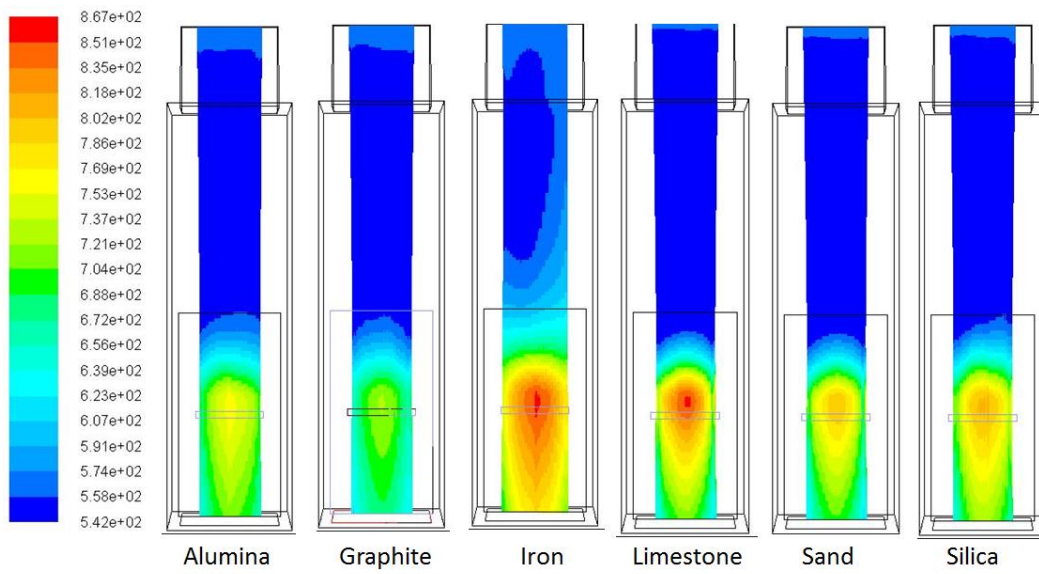 8.67e+02
8.51e+02
8.35e+02
8.18e+02
8.02e+02
7.86e+02
7.69e+02
7.53e+02
7.37e+02
7.21e+02
7.04e+02
6.88e+02
6.72e+02
6.56e+02
6.39e+02
6.23e+02
6.07e+02
5.91e+02
5.74e+02
5.58e+02
5.42e+02
Alumina Graphite Iron Limestone Sand Silica